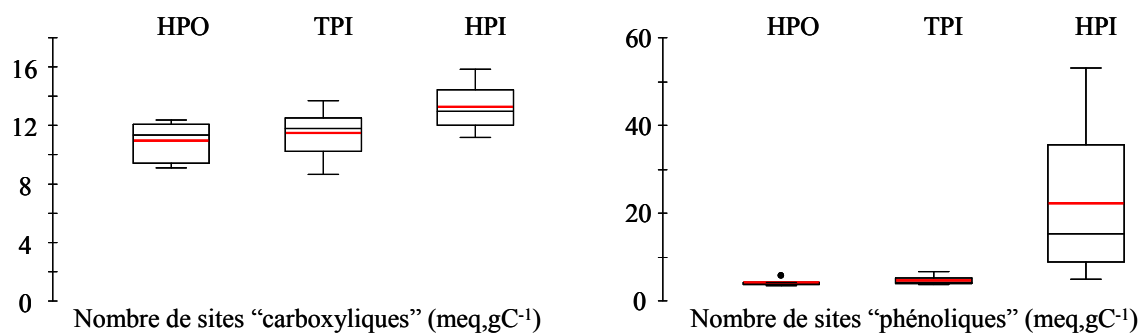 HPO TPI HPI
16
12
8
4
0
Nombre de sites “carboxyliques” (meq,gC-1)
HPO TPI HPI
60
40
20
0
Nombre de sites “phénoliques” (meq,gC-1)